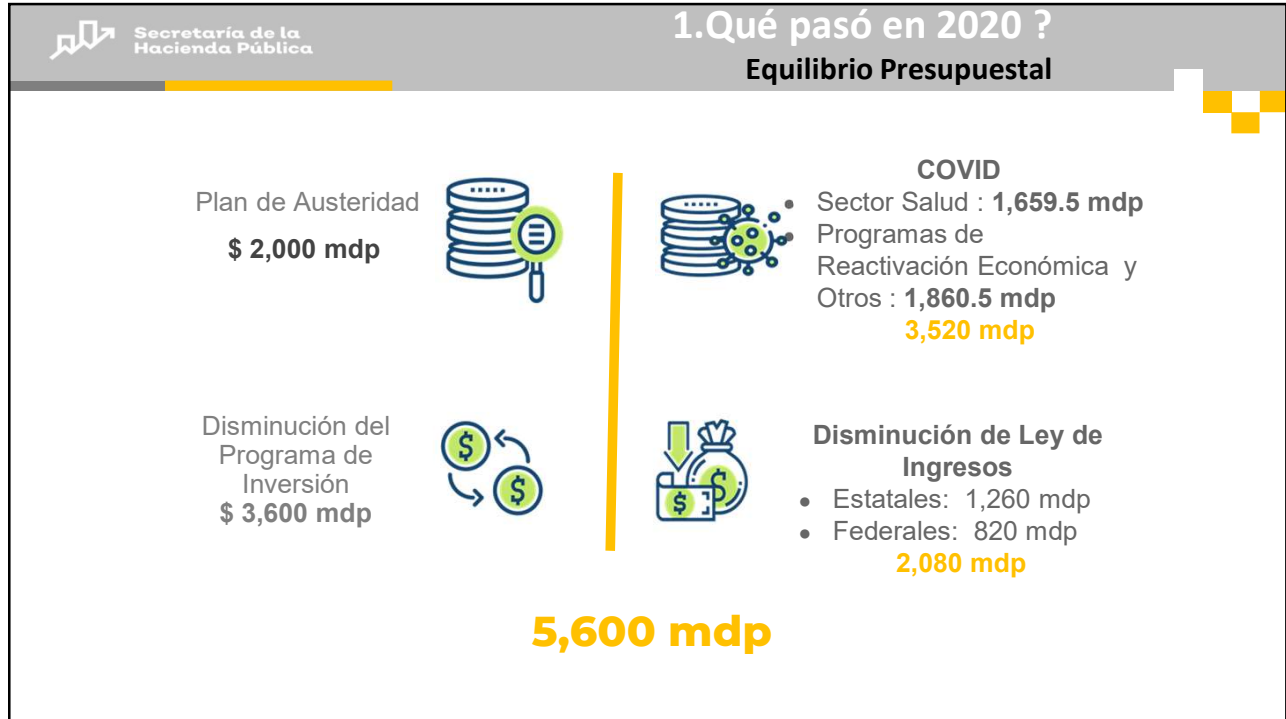 Secretaría de la
Hacienda Pública
1.Qué pasó en 2020 ?
Equilibrio Presupuestal
Plan de Austeridad
$ 2,000 mdp
COVID
• Sector Salud : 1,659.5 mdp
• Programas de
Reactivación Económica y
Otros : 1,860.5 mdp
3,520 mdp
Disminución del
Programa de
Inversión
$ 3,600 mdp
Disminución de Ley de
Ingresos
• Estatales: 1,260 mdp
• Federales: 820 mdp
2,080 mdp
5,600 mdp